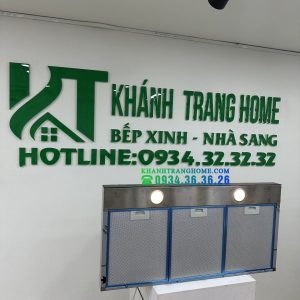 KT KHÁNH TRANG HOME
BẾP XINH - NHÀ SANG
HOTLINE:0934.32.32.32
KHANHTRANGHOME.COM
0934.36.36.26